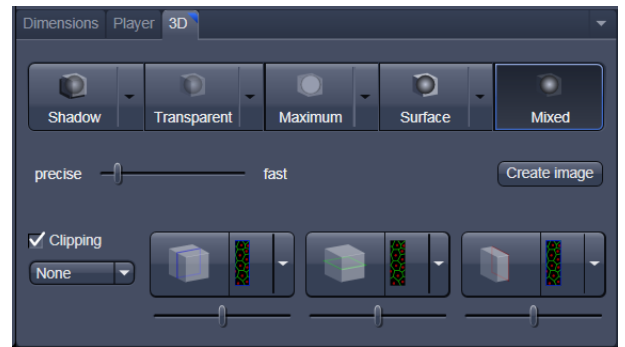 Dimensions Player 3D
Shadow Transparent Maximum Surface Mixed
precise fast Create image
Clipping
None